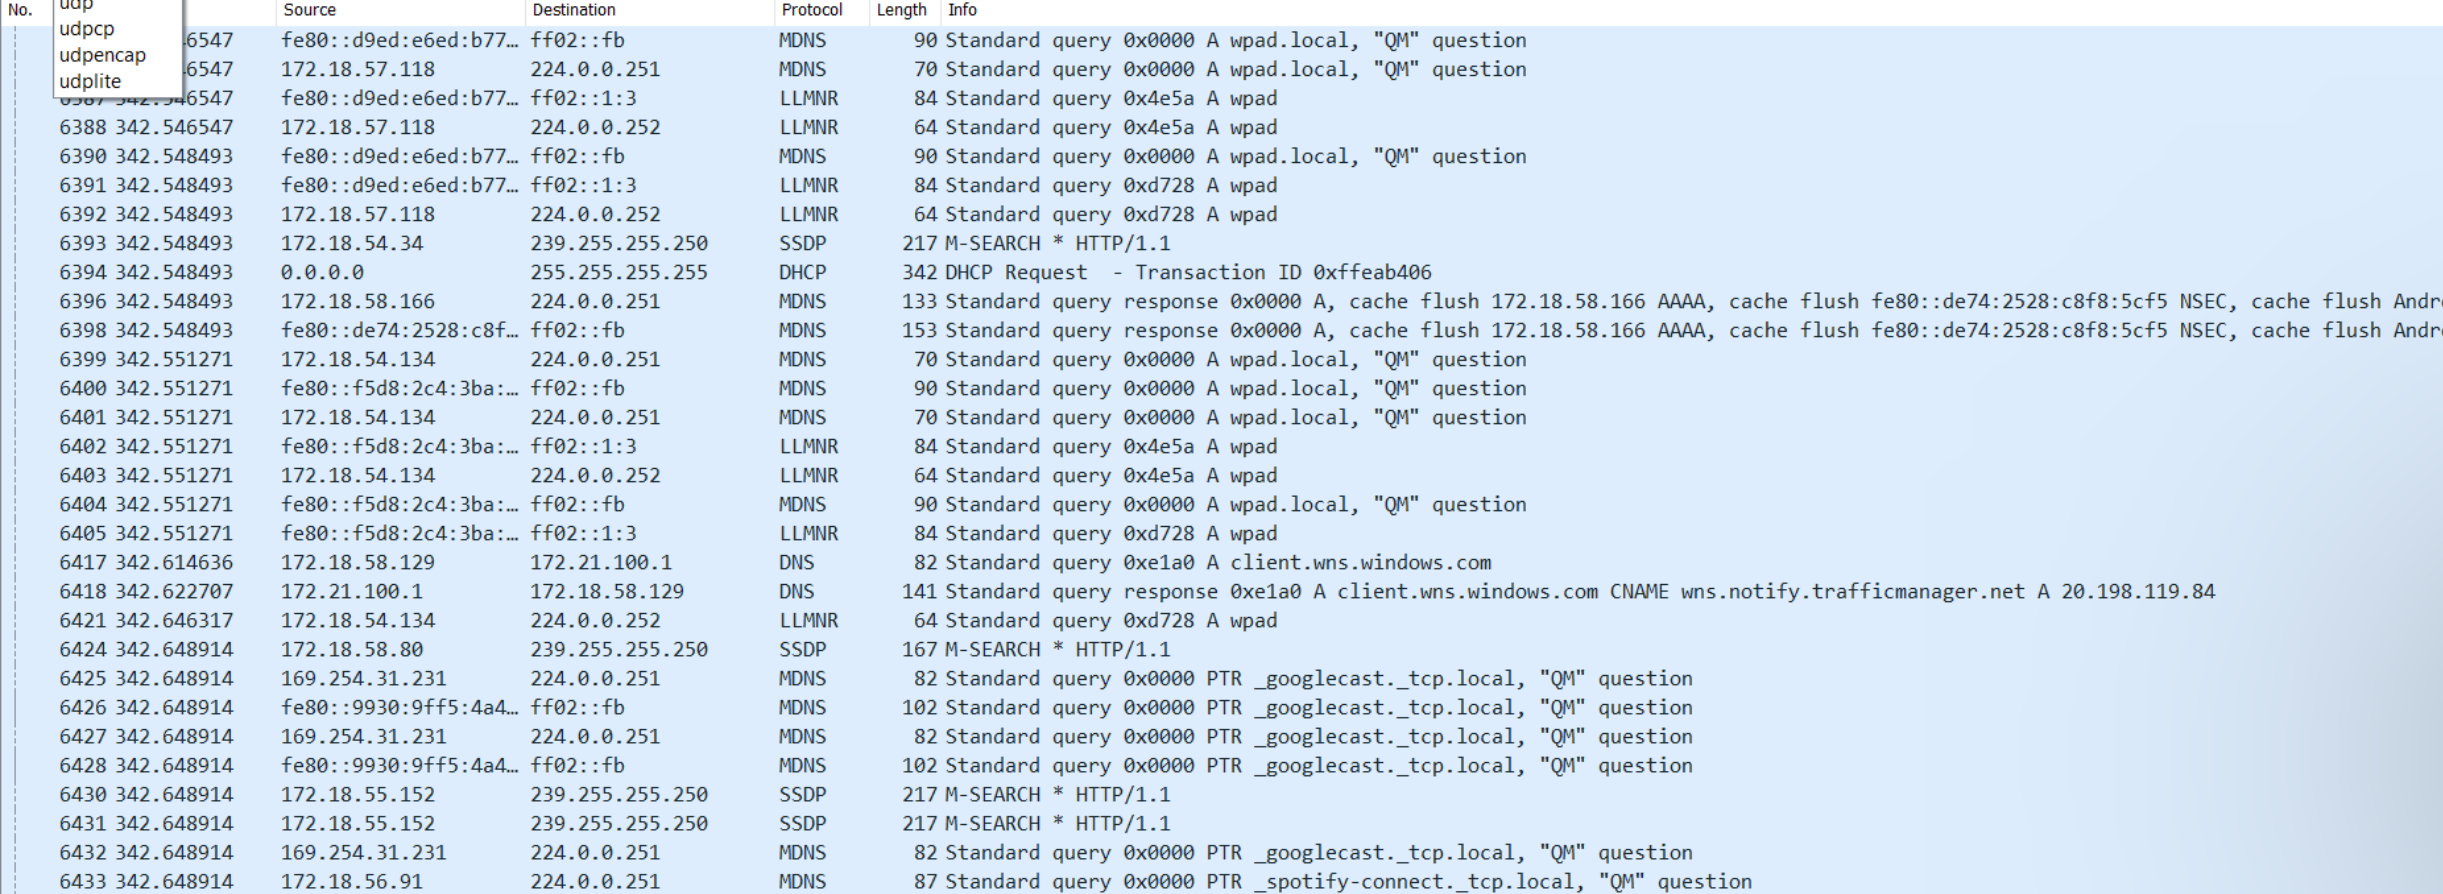 No. Source Destination Protocol Length Info
udp
udpcp
udpencap
udplite
6547 fe80::d9ed:e6ed:b77… ff02::fb MDNS 90 Standard query 0x0000 A wpad.local, "QM" question
6547 172.18.57.118 224.0.0.251 MDNS 70 Standard query 0x0000 A wpad.local, "QM" question
6387 342.546547 fe80::d9ed:e6ed:b77… ff02::1:3 LLMNR 84 Standard query 0x4e5a A wpad
6388 342.546547 172.18.57.118 224.0.0.252 LLMNR 64 Standard query 0x4e5a A wpad
6390 342.548493 fe80::d9ed:e6ed:b77… ff02::fb MDNS 90 Standard query 0x0000 A wpad.local, "QM" question
6391 342.548493 fe80::d9ed:e6ed:b77… ff02::1:3 LLMNR 84 Standard query 0xd728 A wpad
6392 342.548493 172.18.57.118 224.0.0.252 LLMNR 64 Standard query 0xd728 A wpad
6393 342.548493 172.18.54.34 239.255.255.250 SSDP 217 M-SEARCH * HTTP/1.1
6394 342.548493 0.0.0.0 255.255.255.255 DHCP 342 DHCP Request - Transaction ID 0xffeab406
6396 342.548493 172.18.58.166 224.0.0.251 MDNS 133 Standard query response 0x0000 A, cache flush 172.18.58.166 AAAA, cache flush fe80::de74:2528:c8f8:5cf5 NSEC, cache flush Andr
6398 342.548493 fe80::de74:2528:c8f… ff02::fb MDNS 153 Standard query response 0x0000 A, cache flush 172.18.58.166 AAAA, cache flush fe80::de74:2528:c8f8:5cf5 NSEC, cache flush Andr
6399 342.551271 172.18.54.134 224.0.0.251 MDNS 70 Standard query 0x0000 A wpad.local, "QM" question
6400 342.551271 fe80::f5d8:2c4:3ba:… ff02::fb MDNS 90 Standard query 0x0000 A wpad.local, "QM" question
6401 342.551271 172.18.54.134 224.0.0.251 MDNS 70 Standard query 0x0000 A wpad.local, "QM" question
6402 342.551271 fe80::f5d8:2c4:3ba:… ff02::1:3 LLMNR 84 Standard query 0x4e5a A wpad
6403 342.551271 172.18.54.134 224.0.0.252 LLMNR 64 Standard query 0x4e5a A wpad
6404 342.551271 fe80::f5d8:2c4:3ba:… ff02::fb MDNS 90 Standard query 0x0000 A wpad.local, "QM" question
6405 342.551271 fe80::f5d8:2c4:3ba:… ff02::1:3 LLMNR 84 Standard query 0xd728 A wpad
6417 342.614636 172.18.58.129 172.21.100.1 DNS 82 Standard query 0xe1a0 A client.wns.windows.com
6418 342.622707 172.21.100.1 172.18.58.129 DNS 141 Standard query response 0xe1a0 A client.wns.windows.com CNAME wns.notify.trafficmanager.net A 20.198.119.84
6421 342.646317 172.18.54.134 224.0.0.252 LLMNR 64 Standard query 0xd728 A wpad
6424 342.648914 172.18.58.80 239.255.255.250 SSDP 167 M-SEARCH * HTTP/1.1
6425 342.648914 169.254.31.231 224.0.0.251 MDNS 82 Standard query 0x0000 PTR _googlecast._tcp.local, "QM" question
6426 342.648914 fe80::9930:9ff5:4a4… ff02::fb MDNS 102 Standard query 0x0000 PTR _googlecast._tcp.local, "QM" question
6427 342.648914 169.254.31.231 224.0.0.251 MDNS 82 Standard query 0x0000 PTR _googlecast._tcp.local, "QM" question
6428 342.648914 fe80::9930:9ff5:4a4… ff02::fb MDNS 102 Standard query 0x0000 PTR _googlecast._tcp.local, "QM" question
6430 342.648914 172.18.55.152 239.255.255.250 SSDP 217 M-SEARCH * HTTP/1.1
6431 342.648914 172.18.55.152 239.255.255.250 SSDP 217 M-SEARCH * HTTP/1.1
6432 342.648914 169.254.31.231 224.0.0.251 MDNS 82 Standard query 0x0000 PTR _googlecast._tcp.local, "QM" question
6433 342.648914 172.18.56.91 224.0.0.251 MDNS 87 Standard query 0x0000 PTR _spotify-connect._tcp.local, "QM" question